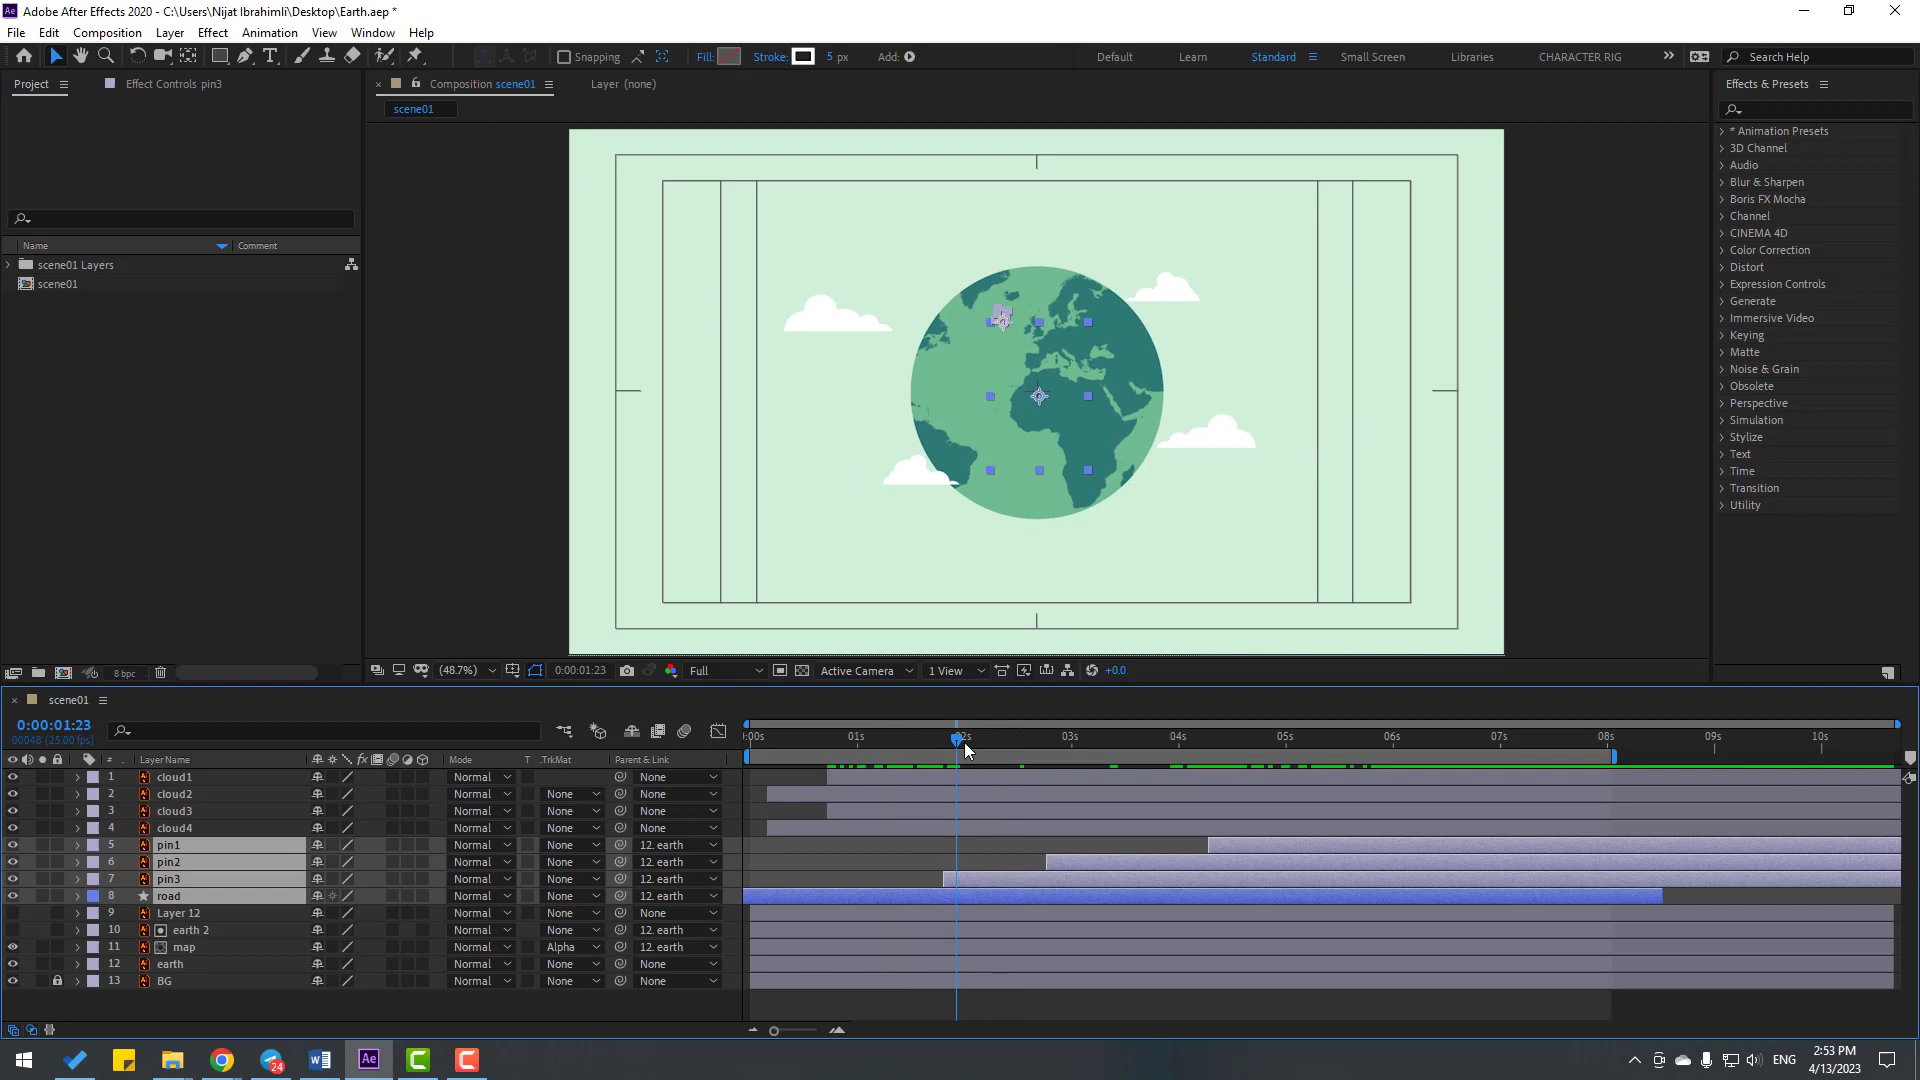 Adobe After Effects 2020 - C:\Users\Nijat Ibrahimli\Desktop\Earth.aep *
File Edit Composition Layer Effect Animation View Window Help
Snapping Fill: Stroke: 5 px Add: Default Learn Standard Small Screen Libraries CHARACTER RIG Search Help
Project Effect Controls pin3 Composition scene01 Layer (none) Effects & Presets
scene01
* Animation Presets
3D Channel
Audio
Blur & Sharpen
Boris FX Mocha
Channel
CINEMA 4D
Color Correction
Distort
Expression Controls
Generate
Immersive Video
Keying
Matte
Noise & Grain
Obsolete
Perspective
Simulation
Stylize
Text
Time
Transition
Utility
Name Comment
scene01 Layers
scene01
8 bpc (48.7%) 0:00:01:23 Full Active Camera 1 View +0.0
scene01
0:00:01:23
00048 (25.00 fps)
:00s 01s 02s 03s 04s 05s 06s 07s 08s 09s 10s
# Layer Name Mode T .TrkMat Parent & Link
1 cloud1 Normal None
2 cloud2 Normal None None
3 cloud3 Normal None None
4 cloud4 Normal None None
5 pin1 Normal None 12. earth
6 pin2 Normal None 12. earth
7 pin3 Normal None 12. earth
8 road Normal None 12. earth
9 Layer 12 Normal None None
10 earth 2 Normal None 12. earth
11 map Normal Alpha 12. earth
12 earth Normal None None
13 BG Normal None None
24 ENG 2:53 PM
4/13/2023